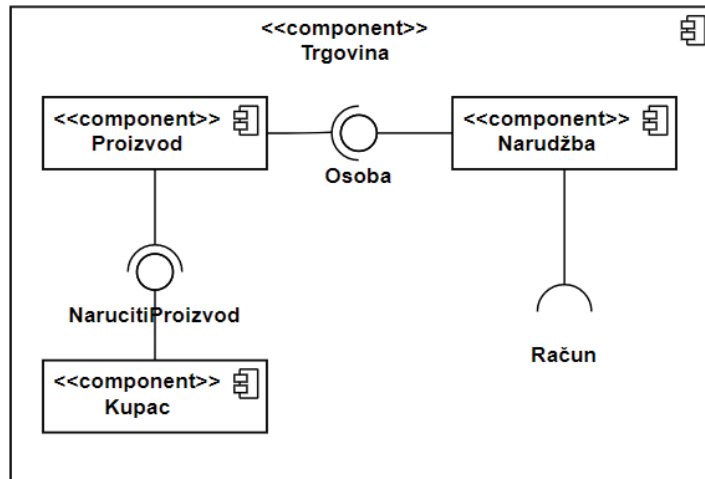 <<component>>
Trgovina
<<component>>
Proizvod
<<component>>
Narudžba
Osoba
NarucitiProizvod
Račun
<<component>>
Kupac